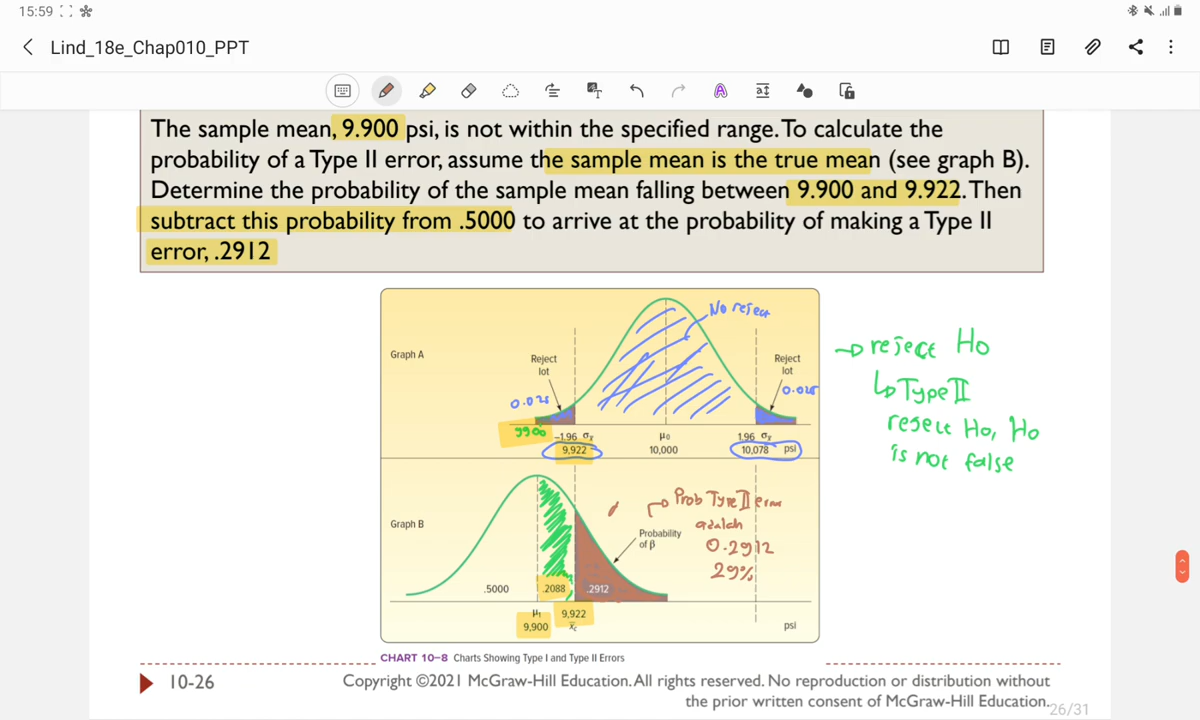 15:59
Lind_18e_Chap010_PPT
The sample mean, 9.900 psi, is not within the specified range. To calculate the
probability of a Type II error, assume the sample mean is the true mean (see graph B).
Determine the probability of the sample mean falling between 9.900 and 9.922. Then
subtract this probability from .5000 to arrive at the probability of making a Type II
error, .2912
No reject
Graph A
Reject
lot
Reject
lot
0.025
0.025
9900
−1.96 σx̄
μ0
1.96 σx̄
9,922
10,000
10,078
psi
→ reject Ho
↳ Type II
reject Ho, Ho
is not false
Graph B
Prob Type II error
adalah
0.2912
29%
Probability
of β
.5000
.2088
.2912
μ1
9,922
9,900
x̄c
psi
CHART 10–8 Charts Showing Type I and Type II Errors
10-26
Copyright ©2021 McGraw-Hill Education. All rights reserved. No reproduction or distribution without
the prior written consent of McGraw-Hill Education.
26/31